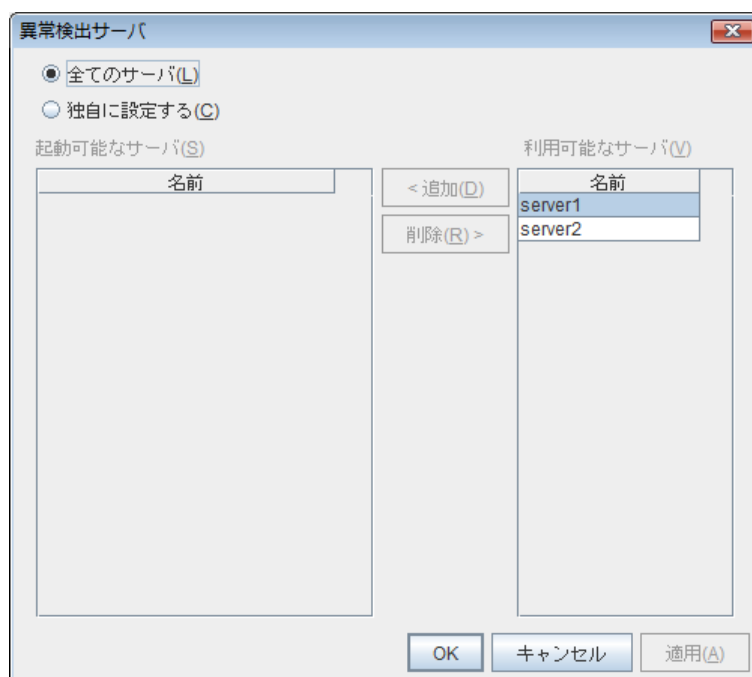 異常検出サーバ
全てのサーバ(L)
独自に設定する(C)
起動可能なサーバ(S)
利用可能なサーバ(V)
名前
< 追加(D)
削除(R) >
名前
server1
server2
OK
キャンセル
適用(A)